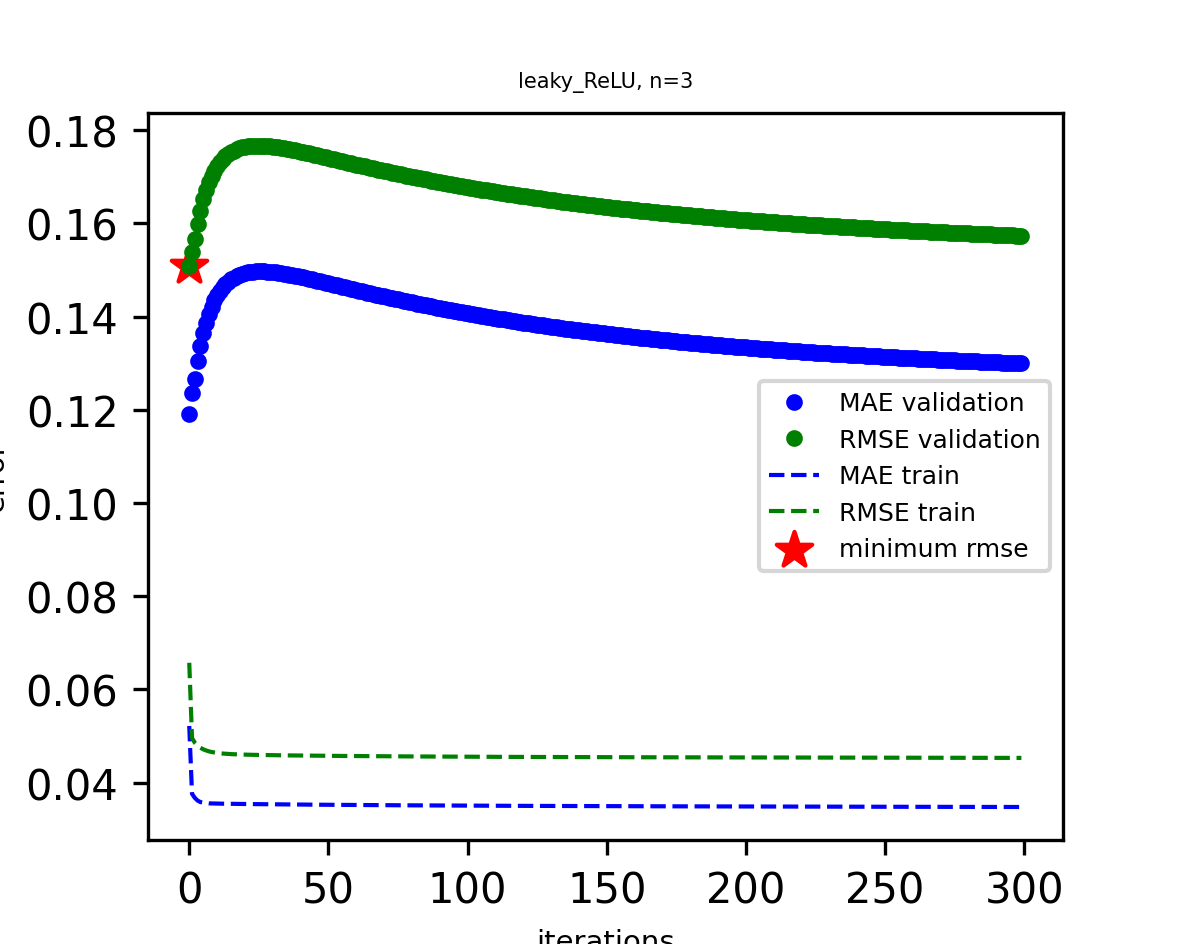 leaky_ReLU, n=3
0.18
0.16
0.14
0.12
0.10
0.08
0.06
0.04
MAE validation
RMSE validation
MAE train
RMSE train
minimum rmse
0 50 100 150 200 250 300
iterations